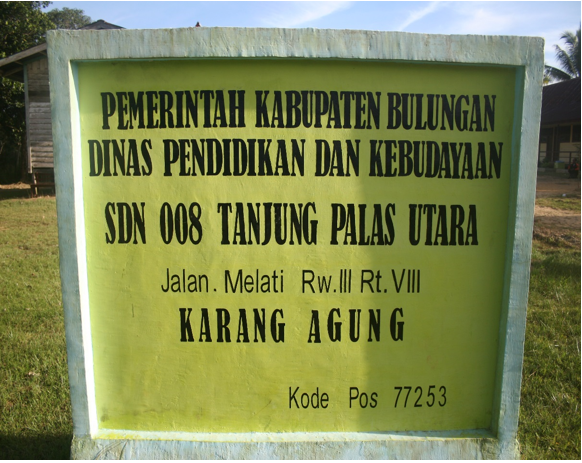 PEMERINTAH KABUPATEN BULUNGAN
DINAS PENDIDIKAN DAN KEBUDAYAAN
SDN 008 TANJUNG PALAS UTARA
Jalan. Melati Rw.III Rt.VIII
KARANG AGUNG
Kode Pos 77253